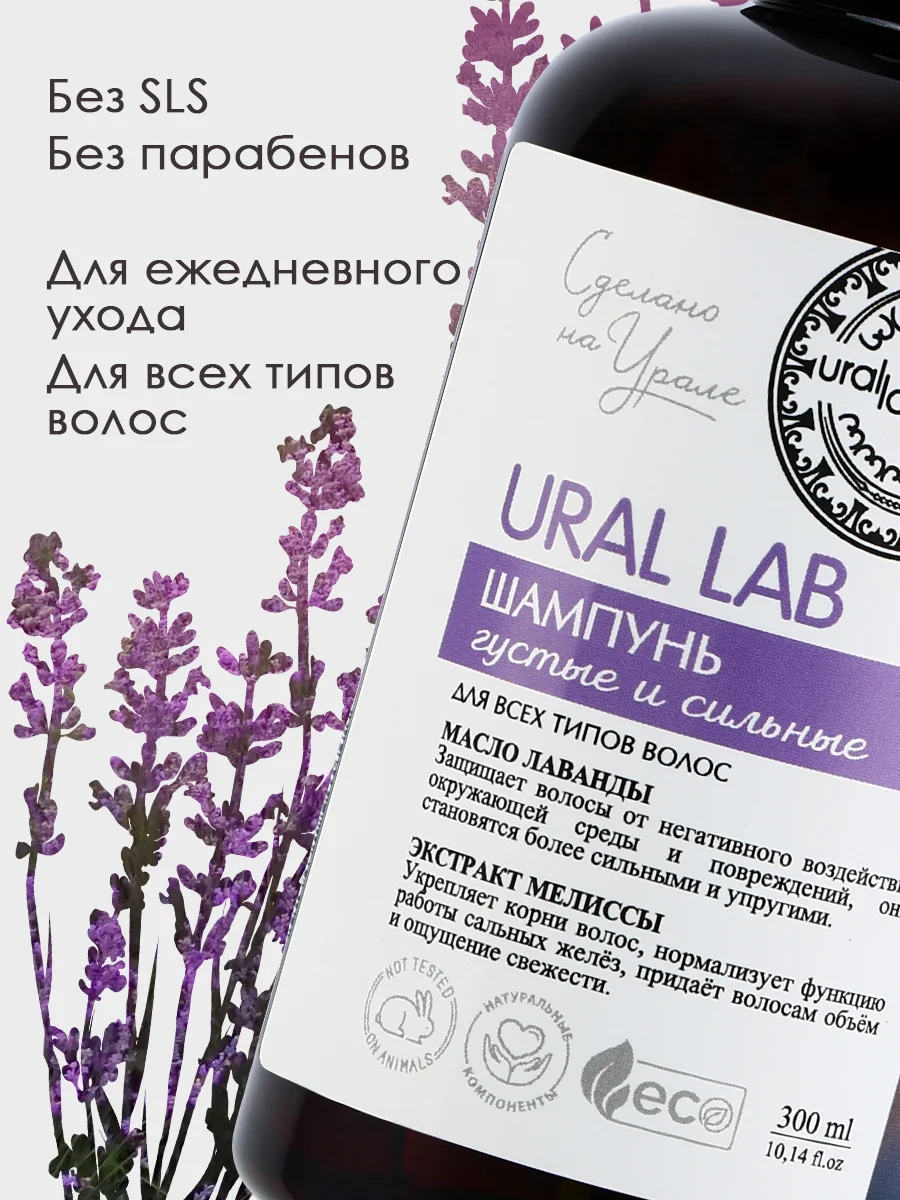 Без SLS
Без парабенов
Для ежедневного
ухода
Для всех типов
волос
Сделано
на Урале
URAL LAB
ШАМПУНЬ
густые и сильные
ДЛЯ ВСЕХ ТИПОВ ВОЛОС
МАСЛО ЛАВАНДЫ
Защищает волосы от негативного
окружающей среды и повреждений,
становятся более сильными и упругими.
ЭКСТРАКТ МЕЛИССЫ
Укрепляет корни волос, нормализует функцию
работы сальных желёз, придаёт волосам объём
и ощущение свежести.
NOT TESTED
ON ANIMALS
НАТУРАЛЬНЫЕ
КОМПОНЕНТЫ
eco
300 ml
10,14 fl.oz